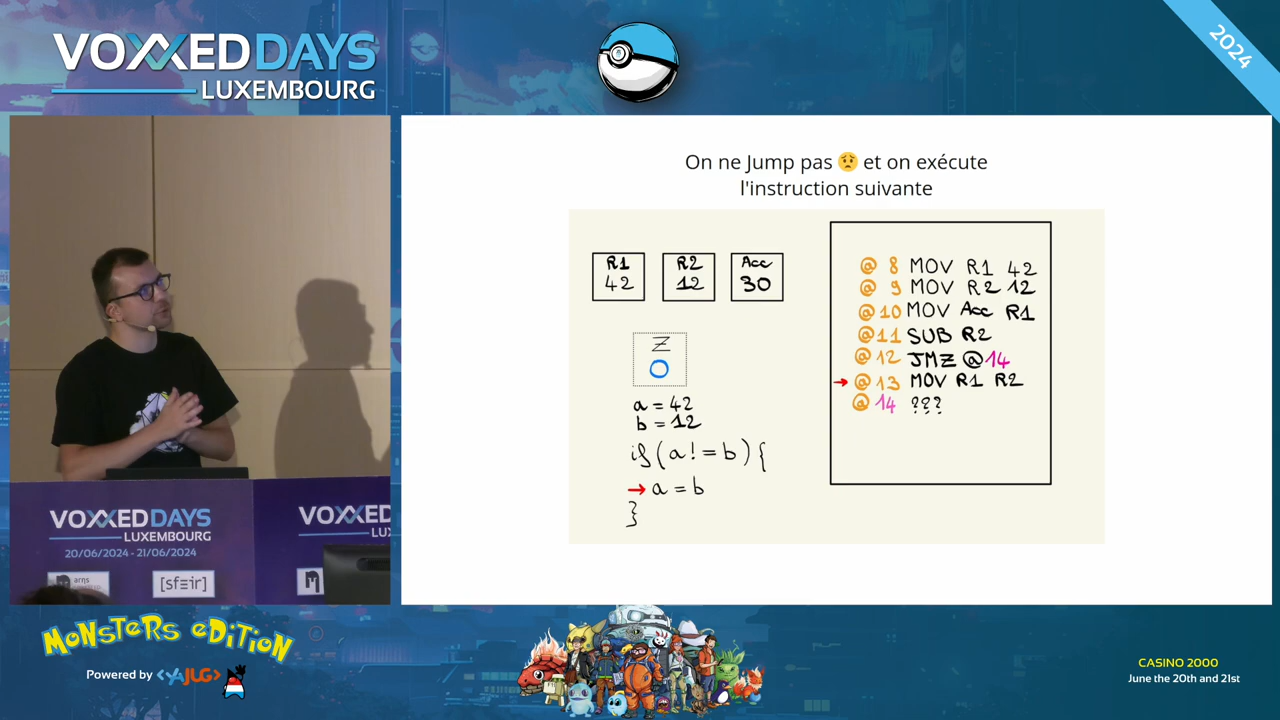 VOXXED DAYS
LUXEMBOURG
2024
On ne Jump pas 😟 et on exécute
l'instruction suivante
R1
42
R2
12
Acc
30
Z
0
a = 42
b = 12
if (a != b) {
→ a = b
}
@ 8 MOV R1 42
@ 9 MOV R2 12
@ 10 MOV Acc R1
@ 11 SUB R2
@ 12 JMZ @ 14
→ @ 13 MOV R1 R2
@ 14 ???
VOXXED DAYS
LUXEMBOURG
20/06/2024 - 21/06/2024
arηs
[sfΞir]
VOXXED
LU
MONSTERS EDITION
Powered by <YAJUG>
CASINO 2000
June the 20th and 21st